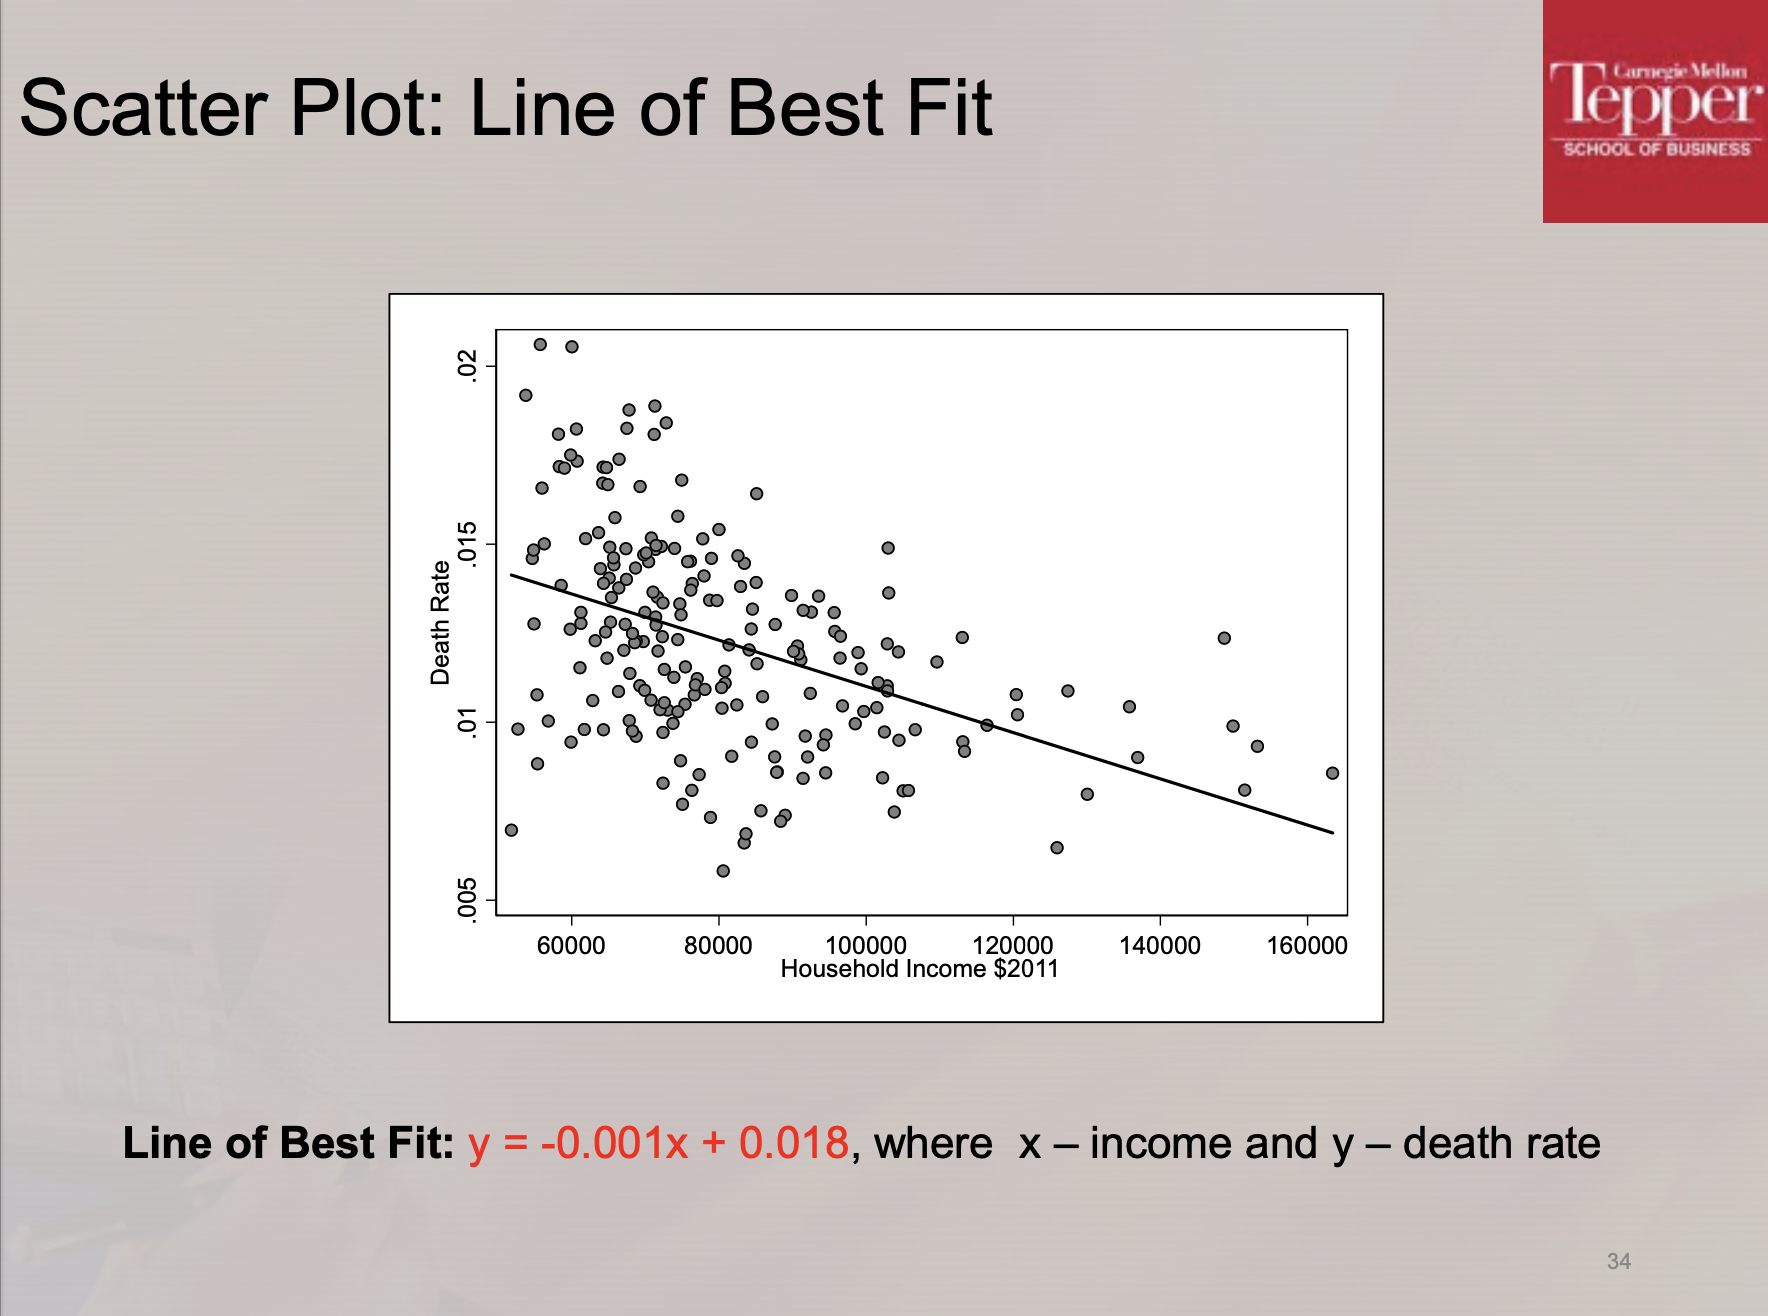 Scatter Plot: Line of Best Fit
Carnegie Mellon
Tepper
SCHOOL OF BUSINESS
.02
.015
.01
.005
Death Rate
60000 80000 100000 120000 140000 160000
Household Income $2011
Line of Best Fit: y = -0.001x + 0.018, where x – income and y – death rate
34